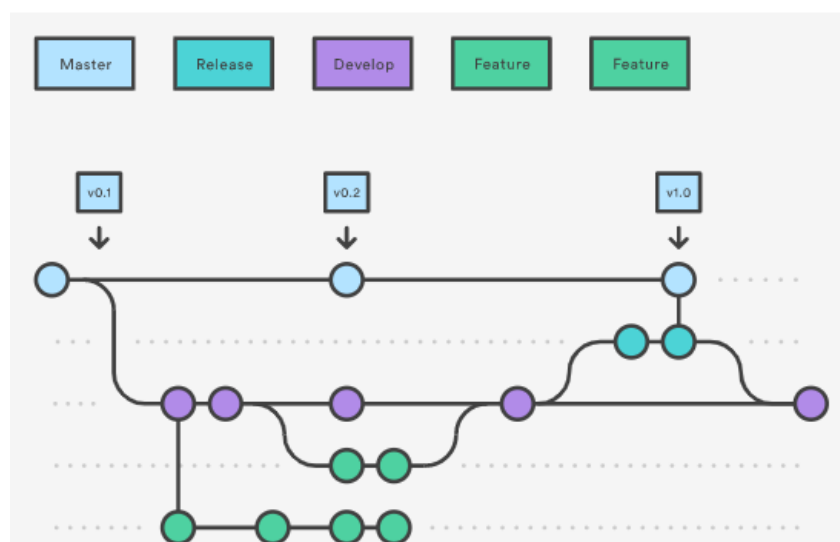 Master
Release
Develop
Feature
Feature
v0.1
v0.2
v1.0